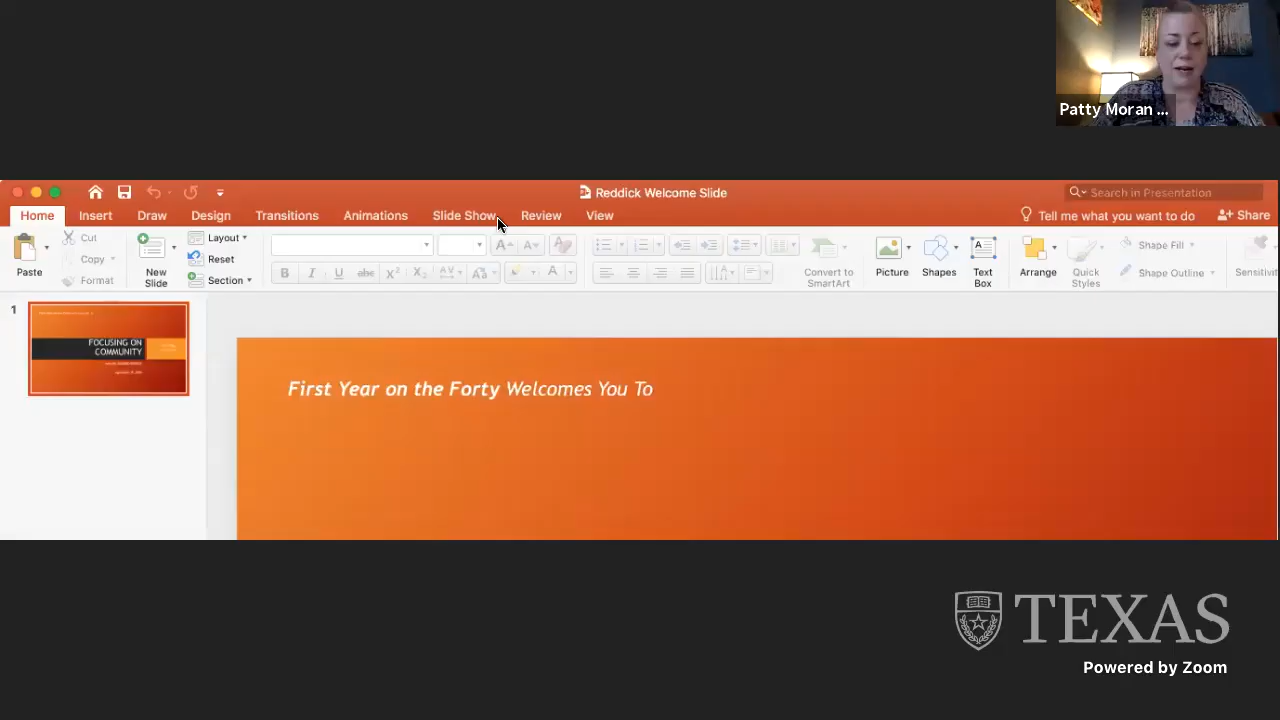 Patty Moran ...
Reddick Welcome Slide
Search in Presentation
Home
Insert
Draw
Design
Transitions
Animations
Slide Show
Review
View
Tell me what you want to do
Share
Paste
Cut
Copy
Format
New
Slide
Layout
Reset
Section
Convert to
SmartArt
Picture
Shapes
Text
Box
Arrange
Quick
Styles
Shape Fill
Shape Outline
Sensitivi
1
FOCUSING ON
COMMUNITY
First Year on the Forty Welcomes You To
TEXAS
Powered by Zoom